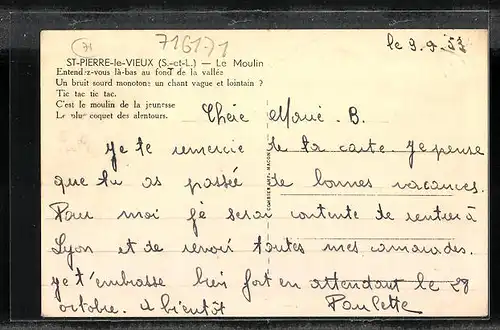 71
71G171
le 9.9.53
ST-PIERRE-le-VIEUX (S.-et-L.) — Le Moulin
Entendez-vous là-bas au fond de la vallée
Un bruit sourd monotone un chant vague et lointain ?
Tic tac tic tac.
C'est le moulin de la jeunesse
Le plus coquet des alentours.
Chère Marie. B.
Je te remercie de ta carte. Je pense
que tu as passée de bonnes vacances.
Pour moi je serai contente de rentrer à
Lyon et de revoir toutes mes camarades.
Je t'embrasse bien fort en attendant le 28
octobre. à bientôt Paulette